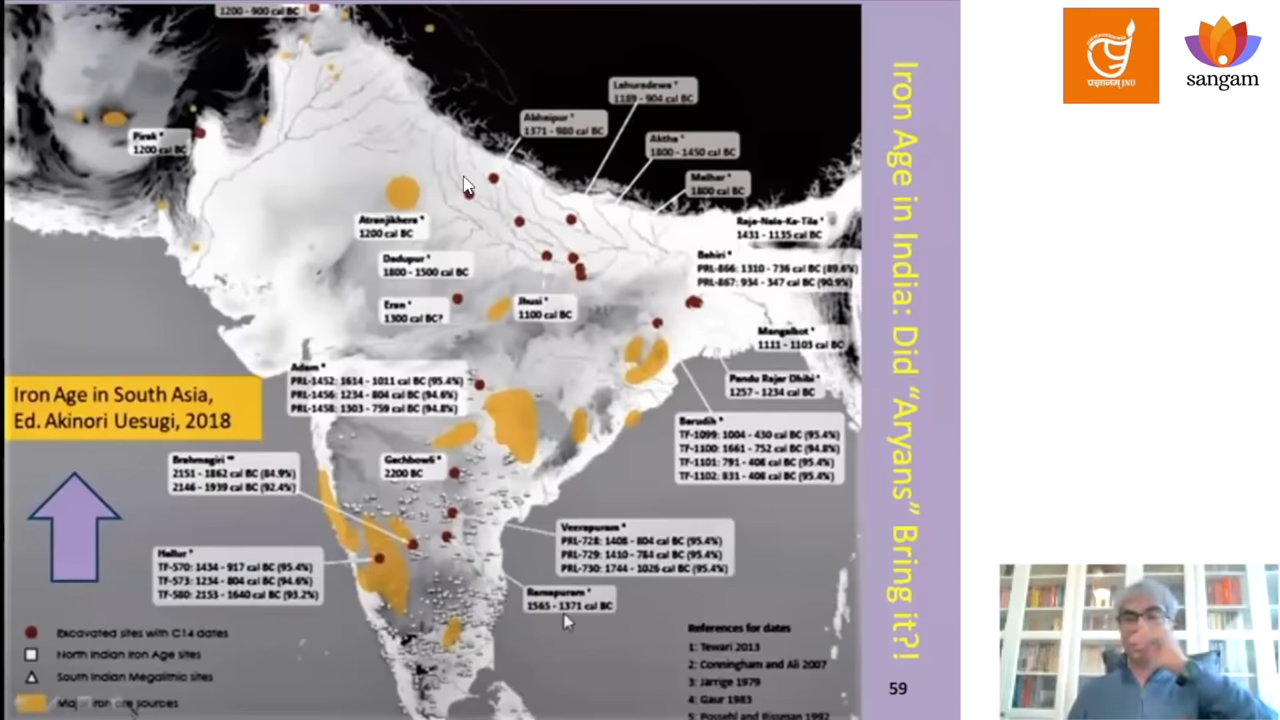 1200 - 900 cal BC
Lahuradewa
1189 - 904 cal BC
Abhaipur
1371 - 980 cal BC
Aktha
1800 - 1450 cal BC
Malhar
1800 BC
Pirak
1200 cal BC
Atranjikhera
1200 cal BC
Raja-Nala-Ka-Tila
1431 - 1135 cal BC
Dadupur
1800 - 1500 cal BC
Bahiri
PRL-866: 1310 - 736 cal BC (89.6%)
PRL-867: 934 - 347 cal BC (90.9%)
Eran
1300 cal BC?
Jhusi
1100 cal BC
Mangalkot
1111 - 1103 cal BC
Adam
PRL-1452: 1614 - 1011 cal BC (95.4%)
PRL-1456: 1234 - 804 cal BC (94.6%)
PRL-1458: 1303 - 759 cal BC (94.8%)
Pandu Rajar Dhibi
1257 - 1234 cal BC
Iron Age in South Asia,
Ed. Akinori Uesugi, 2018
Barudih
TF-1099: 1004 - 430 cal BC (95.4%)
TF-1100: 1661 - 752 cal BC (94.8%)
TF-1101: 791 - 408 cal BC (95.4%)
TF-1102: 831 - 408 cal BC (95.4%)
Brahmagiri
2151 - 1862 cal BC (84.9%)
2146 - 1939 cal BC (92.4%)
Gachbowli
2200 BC
Veerapuram
PRL-728: 1408 - 804 cal BC (95.4%)
PRL-729: 1410 - 784 cal BC (95.4%)
PRL-730: 1744 - 1026 cal BC (95.4%)
Hallur
TF-570: 1434 - 917 cal BC (95.4%)
TF-573: 1234 - 804 cal BC (94.6%)
TF-580: 2153 - 1640 cal BC (93.2%)
Ramapuram
1565 - 1371 cal BC
Excavated sites with C14 dates
North Indian Iron Age sites
South Indian Megalithic sites
Major iron ore sources
References for dates
1: Tewari 2013
2: Conningham and Ali 2007
3: Jarrige 1979
4: Gaur 1983
5: Possehl and Rissman 1992
Iron Age in India: Did "Aryans" Bring it?!
59
sangam